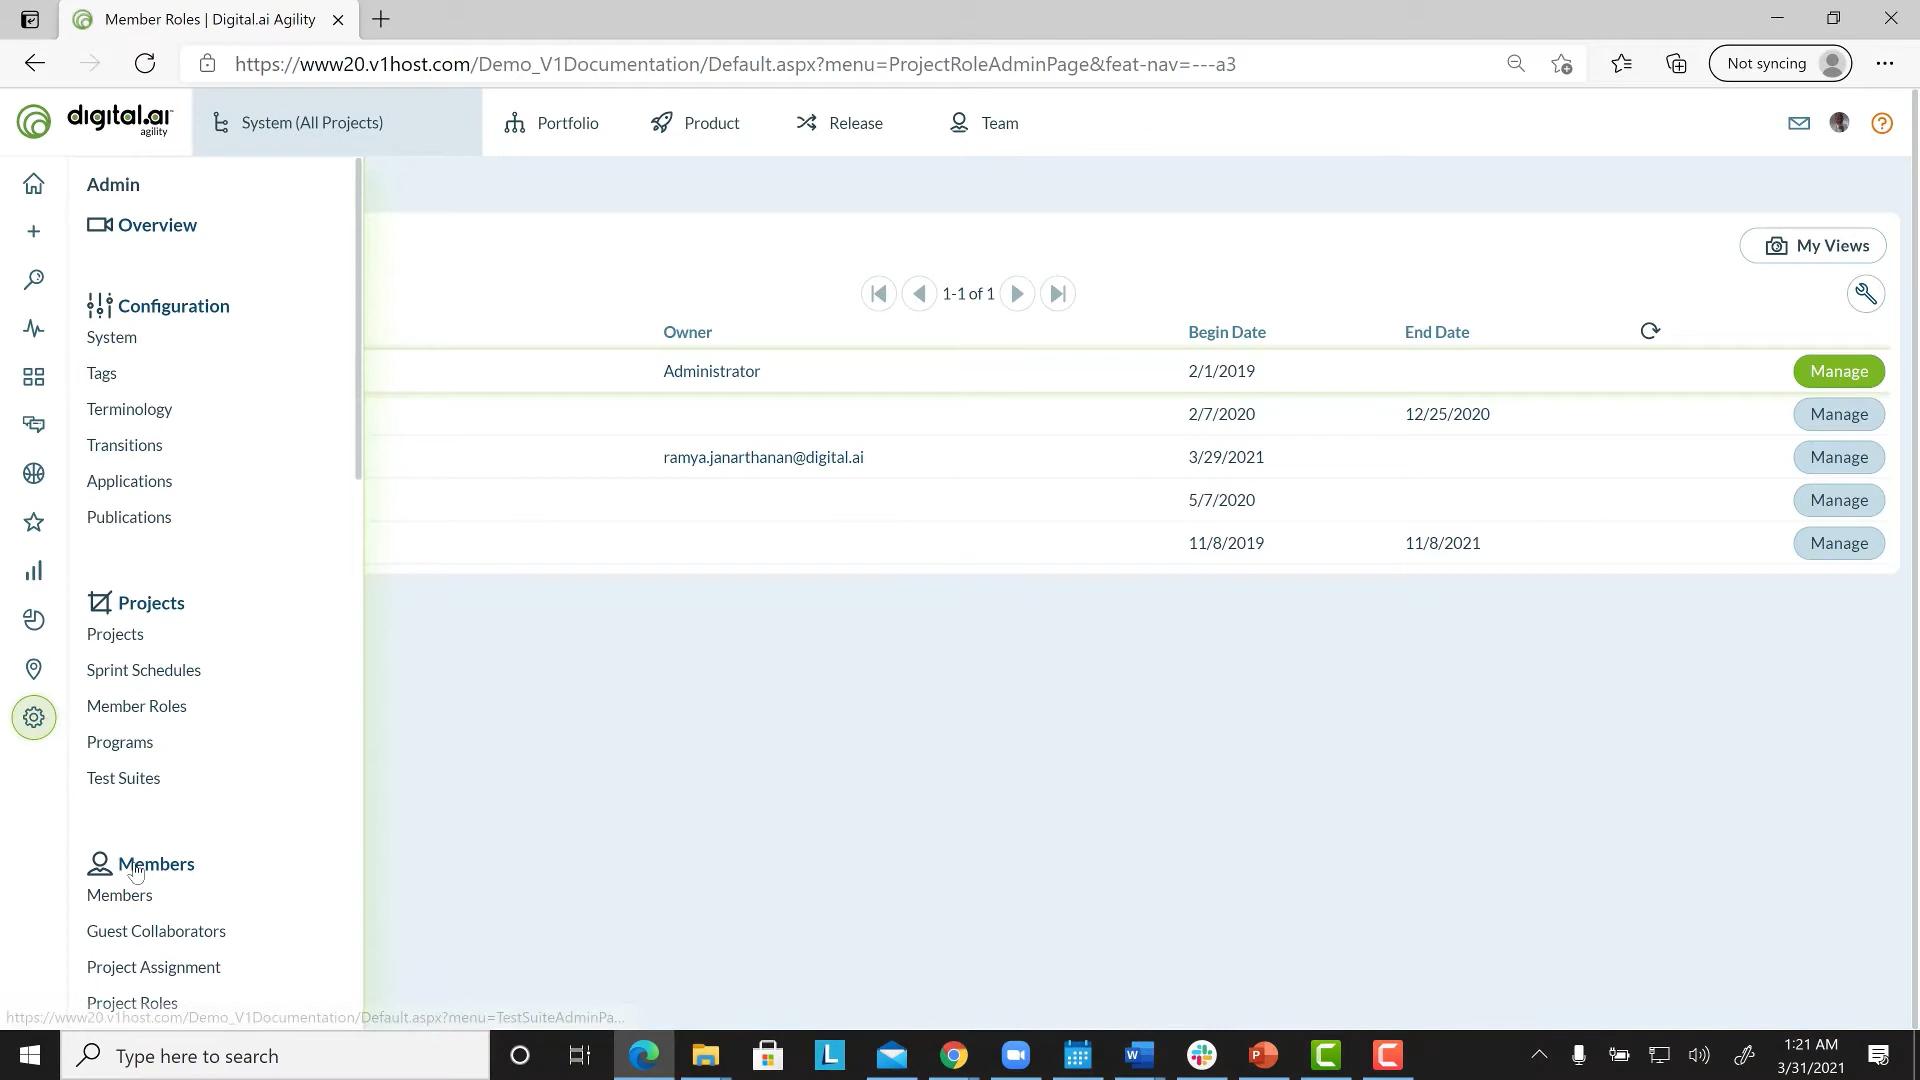 Member Roles | Digital.ai Agility
https://www20.v1host.com/Demo_V1Documentation/Default.aspx?menu=ProjectRoleAdminPage&feat-nav=---a3
Not syncing
digital.ai
agility
System (All Projects)
Portfolio
Product
Release
Team
Admin
Overview
Configuration
System
Tags
Terminology
Transitions
Applications
Publications
Projects
Projects
Sprint Schedules
Member Roles
Programs
Test Suites
Members
Members
Guest Collaborators
Project Assignment
Project Roles
My Views
1-1 of 1
Owner Begin Date End Date
Administrator 2/1/2019 Manage
2/7/2020 12/25/2020 Manage
ramya.janarthanan@digital.ai 3/29/2021 Manage
5/7/2020 Manage
11/8/2019 11/8/2021 Manage
https://www20.v1host.com/Demo_V1Documentation/Default.aspx?menu=TestSuiteAdminPa...
Type here to search
1:21 AM
3/31/2021